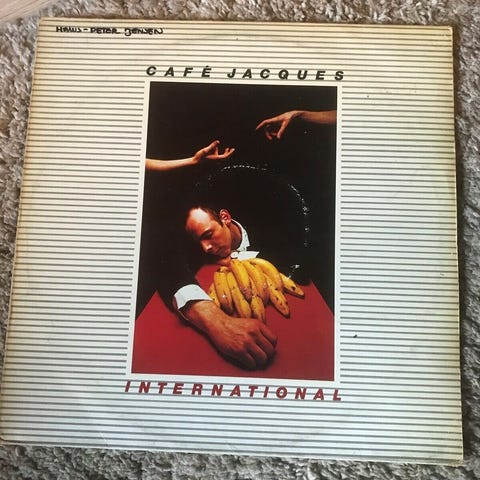 HANS-PETER JENSEN
CAFÉ JACQUES
INTERNATIONAL